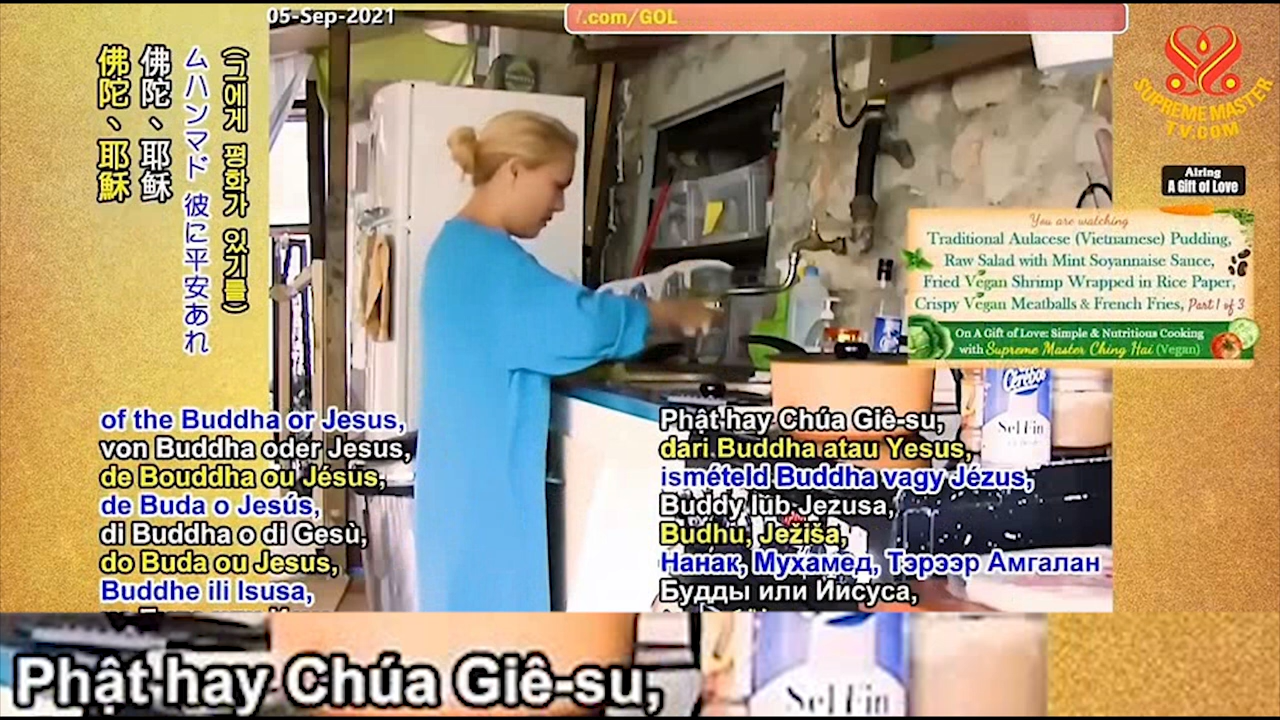 05-Sep-2021
/.com/GOL
SUPREME MASTER
TV.COM
Airing
A Gift of Love
You are watching
Traditional Aulacese (Vietnamese) Pudding,
Raw Salad with Mint Soyannaise Sauce,
Fried Vegan Shrimp Wrapped in Rice Paper,
Crispy Vegan Meatballs & French Fries, Part 1 of 3
On A Gift of Love: Simple & Nutritious Cooking
with Supreme Master Ching Hai (Vegan)
(그에게 평화가 있기를)
ムハンマド 彼に平安あれ
佛陀、耶稣
佛陀、耶穌
of the Buddha or Jesus,
von Buddha oder Jesus,
de Bouddha ou Jésus,
de Buda o Jesús,
di Buddha o di Gesù,
do Buda ou Jesus,
Buddhe ili Isusa,
Phật hay Chúa Giê-su,
dari Buddha atau Yesus,
ismételd Buddha vagy Jézus,
Buddy lub Jezusa,
Budhu, Ježiša,
Нанак, Мухамед, Тэрээр Амгалан
Будды или Иисуса,
Cérébos
Sel Fin
Phật hay Chúa Giê-su,
Sel Fin